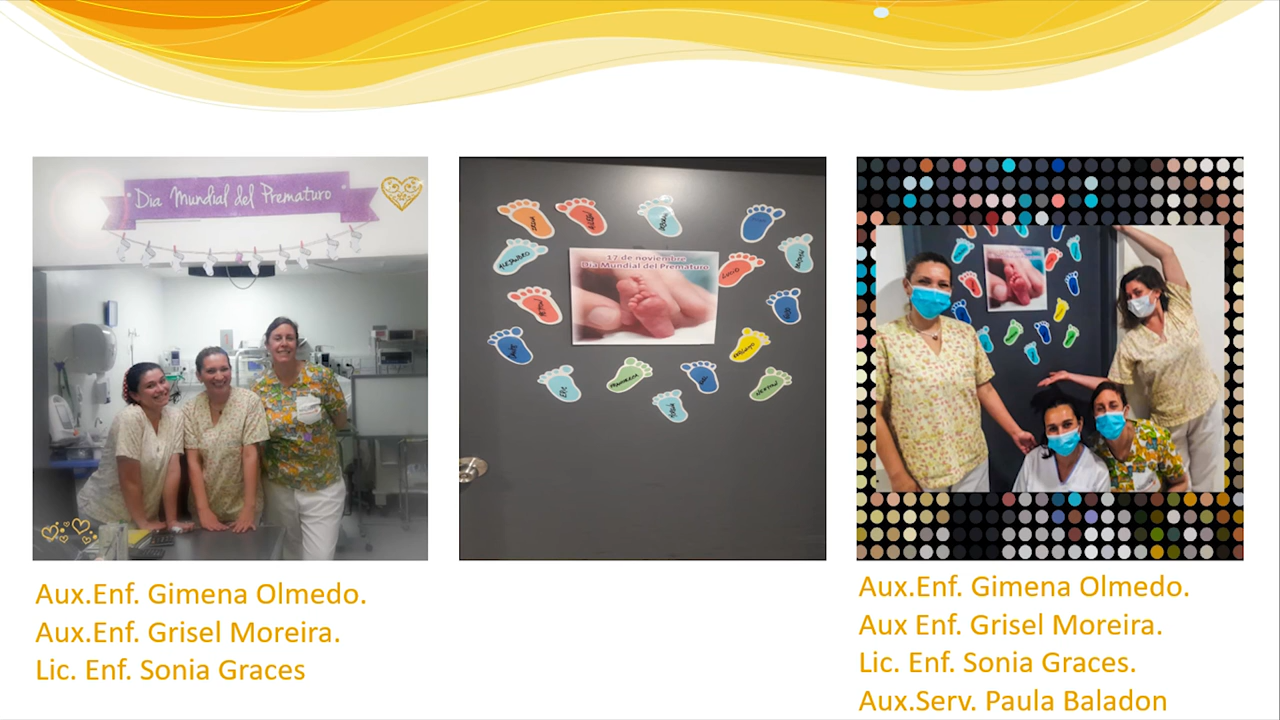 Dia Mundial del Prematuro
17 de noviembre
Dia Mundial del Prematuro
ALEJANDRO
Aux.Enf. Gimena Olmedo.
Aux.Enf. Grisel Moreira.
Lic. Enf. Sonia Graces
Aux.Enf. Gimena Olmedo.
Aux Enf. Grisel Moreira.
Lic. Enf. Sonia Graces.
Aux.Serv. Paula Baladon